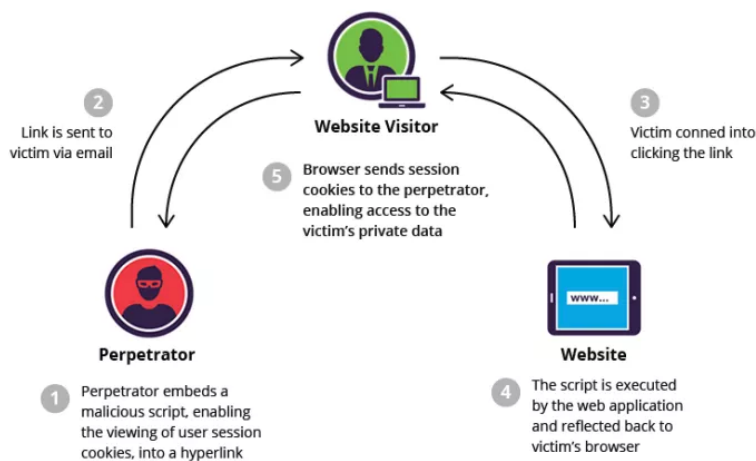 2
Link is sent to
victim via email
Website Visitor
3
Victim conned into
clicking the link
5
Browser sends session
cookies to the perpetrator,
enabling access to the
victim's private data
Perpetrator
1
Perpetrator embeds a
malicious script, enabling
the viewing of user session
cookies, into a hyperlink
www...
Website
4
The script is executed
by the web application
and reflected back to
victim's browser